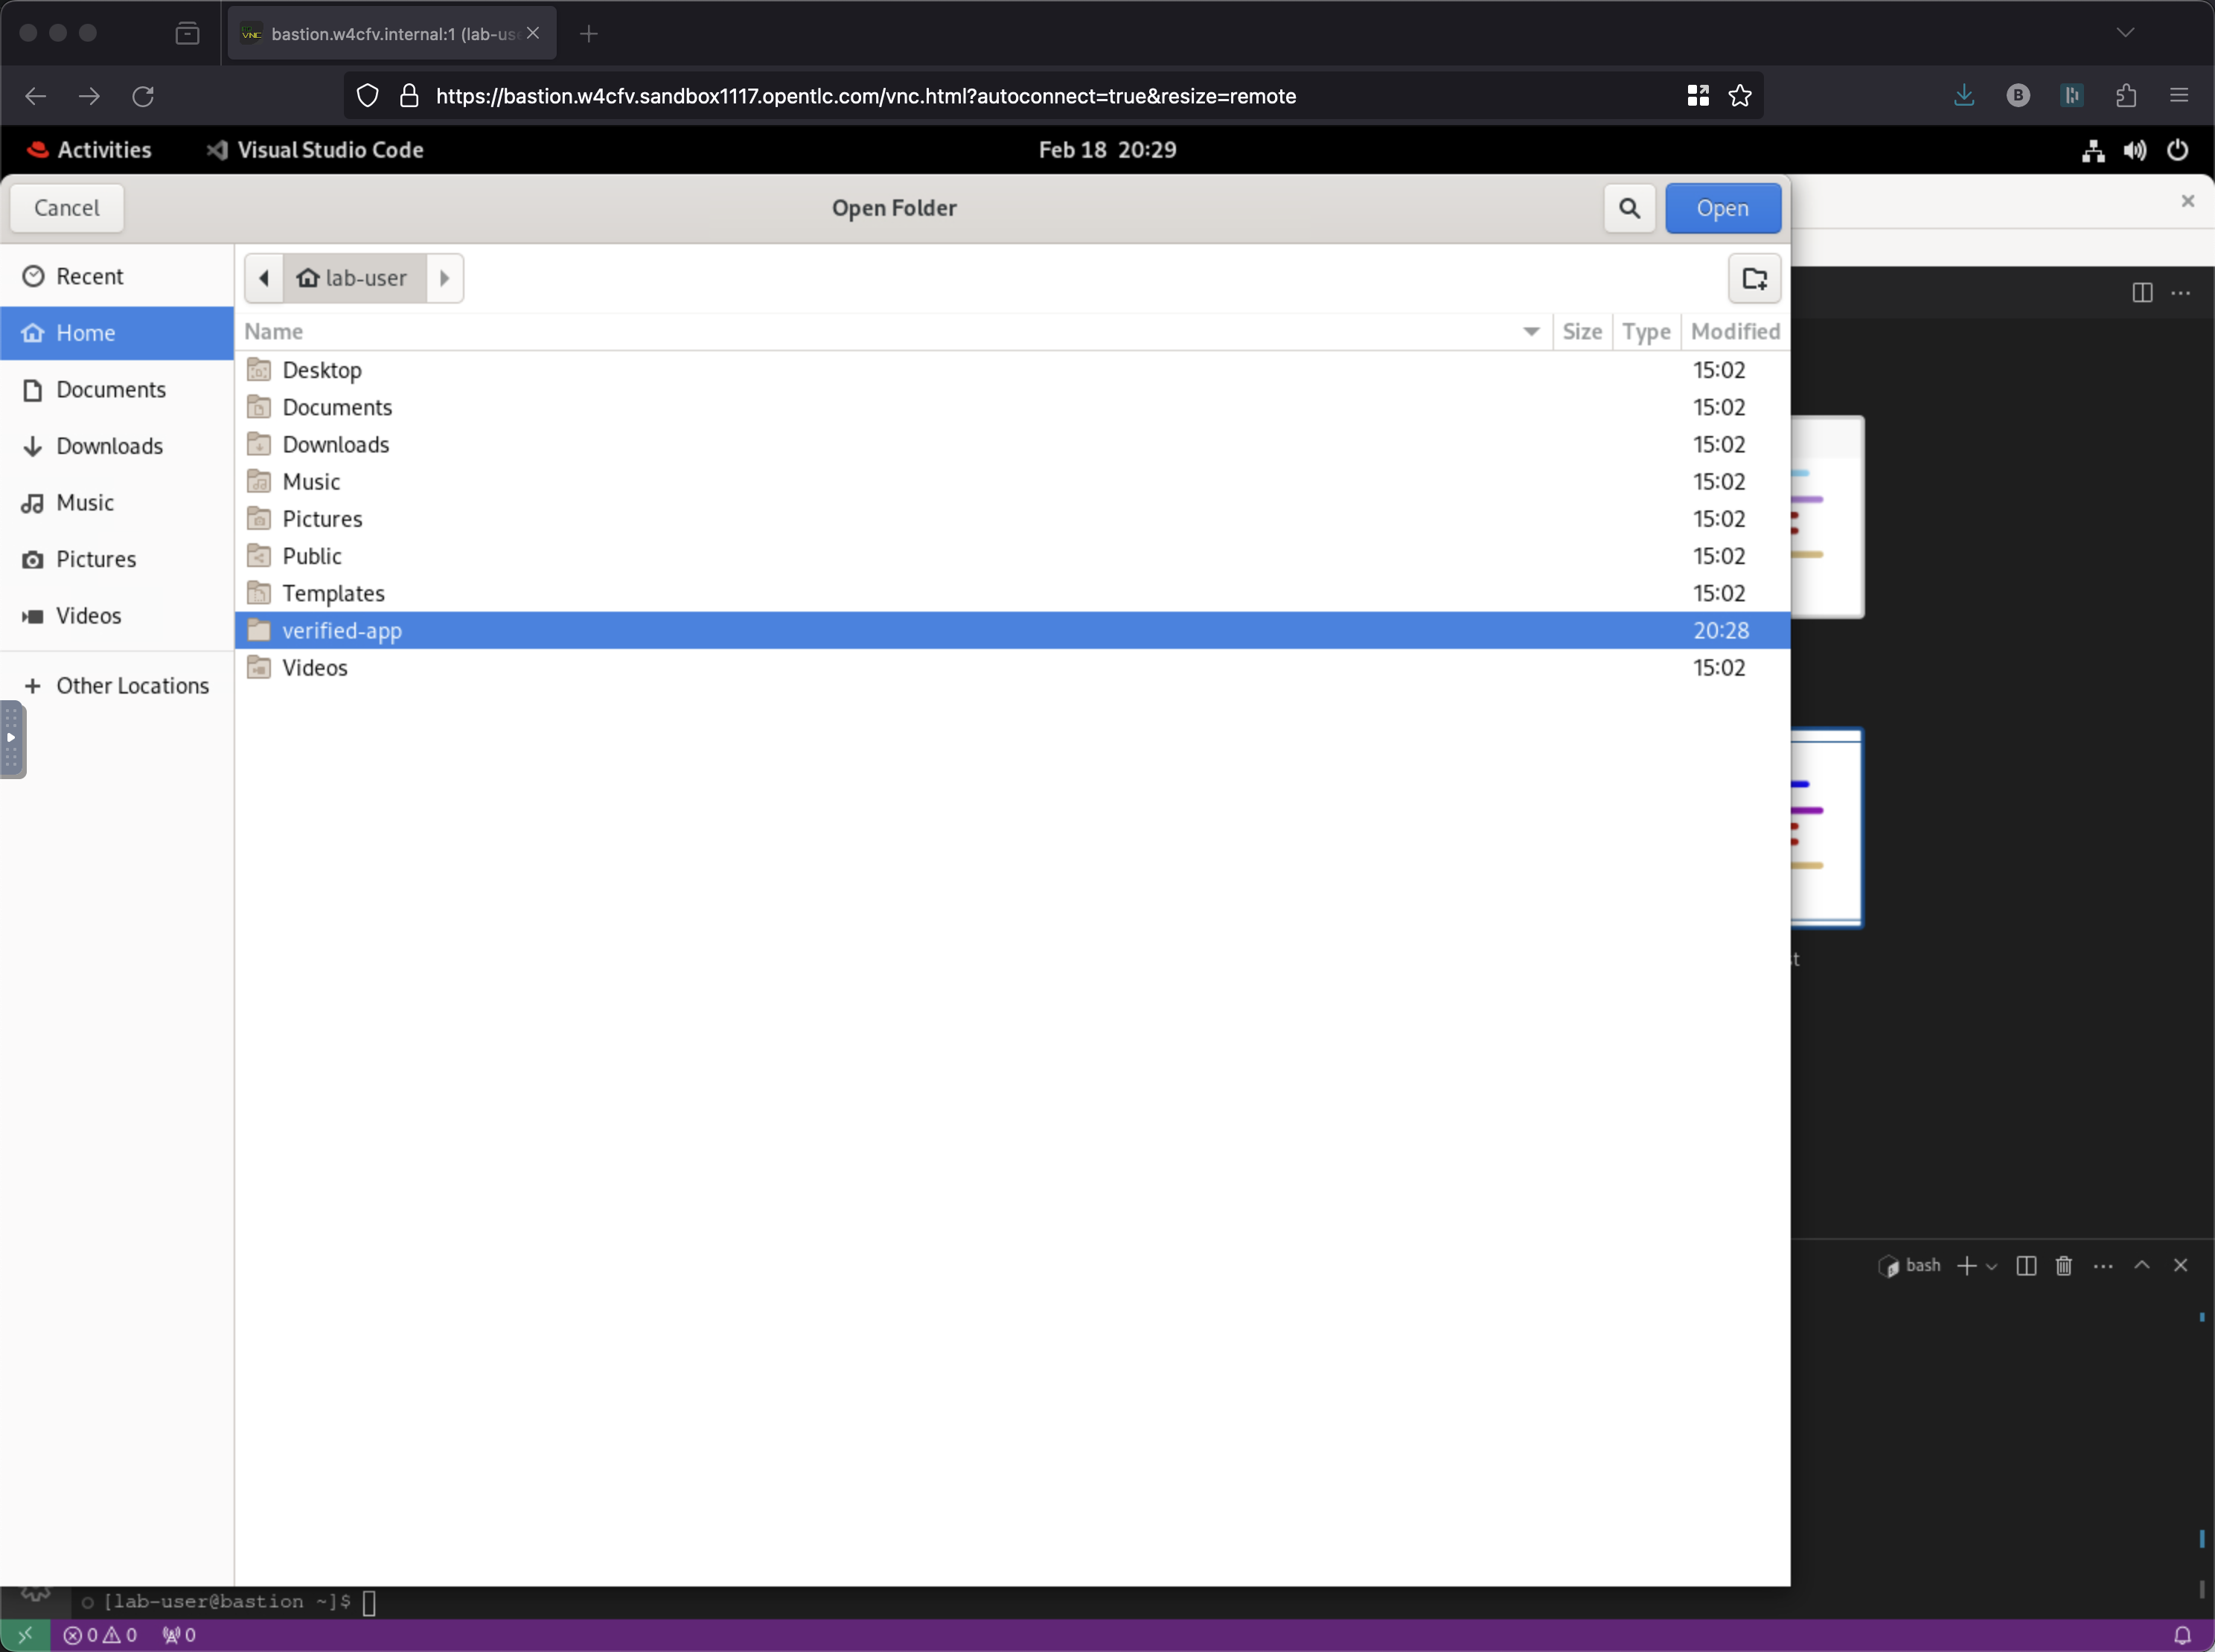 bastion.w4cfv.internal:1 (lab-use
https://bastion.w4cfv.sandbox1117.opentlc.com/vnc.html?autoconnect=true&resize=remote
B
Activities Visual Studio Code Feb 18 20:29
Cancel Open Folder Open
Recent
Home
Documents
Downloads
Music
Pictures
Videos
Other Locations
lab-user
Name Size Type Modified
Desktop 15:02
Documents 15:02
Downloads 15:02
Music 15:02
Pictures 15:02
Public 15:02
Templates 15:02
verified-app 20:28
Videos 15:02
bash
[lab-user@bastion ~]$
0 0 0